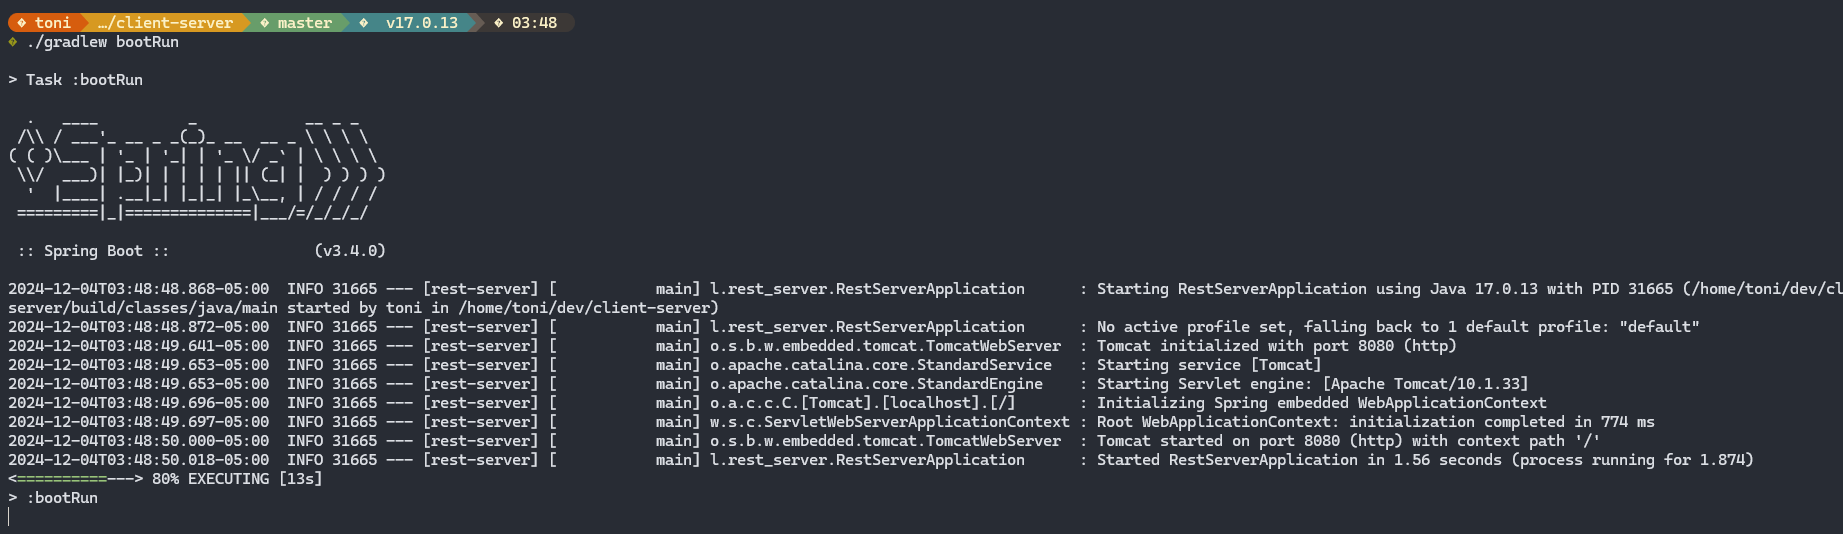 � toni …/client-server � master � v17.0.13 � 03:48
� ./gradlew bootRun
> Task :bootRun
  .   ____          _            __ _ _
 /\\ / ___'_ __ _ _(_)_ __  __ _ \ \ \ \
( ( )\___ | '_ | '_| | '_ \/ _` | \ \ \ \
 \\/  ___)| |_)| | | | | || (_| |  ) ) ) )
  '  |____| .__|_| |_|_| |_\__, | / / / /
 =========|_|==============|___/=/_/_/_/
 :: Spring Boot ::                (v3.4.0)
2024-12-04T03:48:48.868-05:00  INFO 31665 --- [rest-server] [           main] l.rest_server.RestServerApplication      : Starting RestServerApplication using Java 17.0.13 with PID 31665 (/home/toni/dev/cl
server/build/classes/java/main started by toni in /home/toni/dev/client-server)
2024-12-04T03:48:48.872-05:00  INFO 31665 --- [rest-server] [           main] l.rest_server.RestServerApplication      : No active profile set, falling back to 1 default profile: "default"
2024-12-04T03:48:49.641-05:00  INFO 31665 --- [rest-server] [           main] o.s.b.w.embedded.tomcat.TomcatWebServer  : Tomcat initialized with port 8080 (http)
2024-12-04T03:48:49.653-05:00  INFO 31665 --- [rest-server] [           main] o.apache.catalina.core.StandardService   : Starting service [Tomcat]
2024-12-04T03:48:49.653-05:00  INFO 31665 --- [rest-server] [           main] o.apache.catalina.core.StandardEngine    : Starting Servlet engine: [Apache Tomcat/10.1.33]
2024-12-04T03:48:49.696-05:00  INFO 31665 --- [rest-server] [           main] o.a.c.c.C.[Tomcat].[localhost].[/]       : Initializing Spring embedded WebApplicationContext
2024-12-04T03:48:49.697-05:00  INFO 31665 --- [rest-server] [           main] w.s.c.ServletWebServerApplicationContext : Root WebApplicationContext: initialization completed in 774 ms
2024-12-04T03:48:50.000-05:00  INFO 31665 --- [rest-server] [           main] o.s.b.w.embedded.tomcat.TomcatWebServer  : Tomcat started on port 8080 (http) with context path '/'
2024-12-04T03:48:50.018-05:00  INFO 31665 --- [rest-server] [           main] l.rest_server.RestServerApplication      : Started RestServerApplication in 1.56 seconds (process running for 1.874)
<==========---> 80% EXECUTING [13s]
> :bootRun